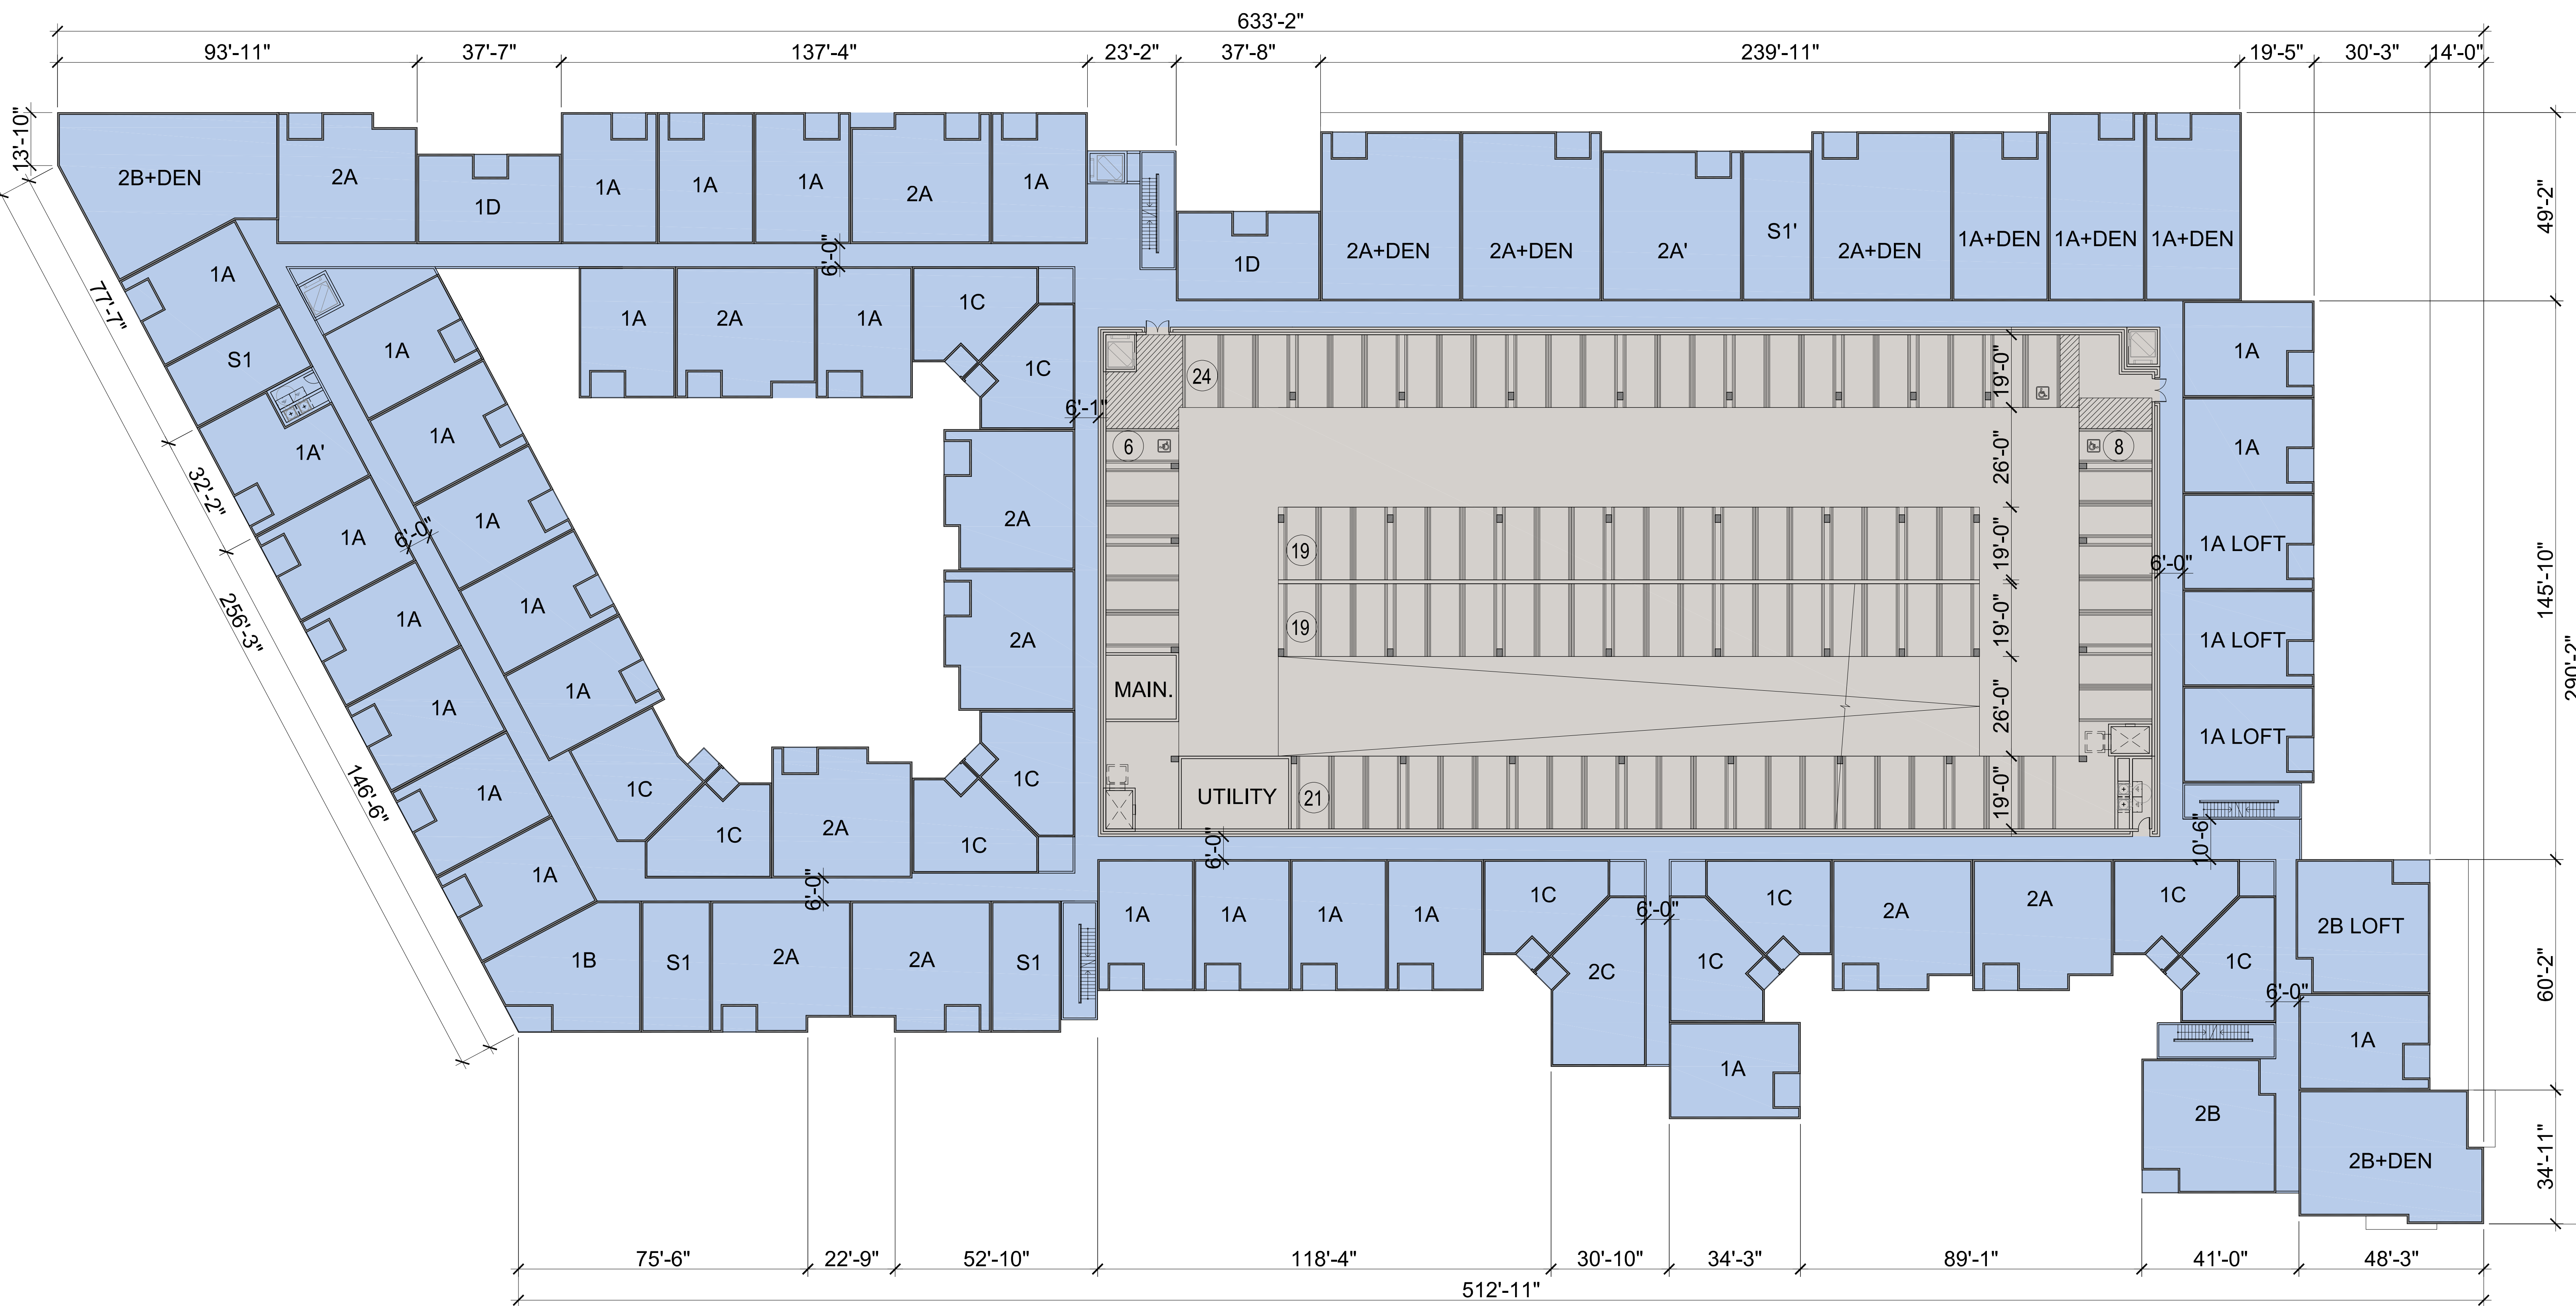 633'-2"
93'-11" 37'-7" 137'-4" 23'-2" 37'-8" 239'-11" 19'-5" 30'-3" 14'-0"
13'-10"
2B+DEN 2A 1D 1A 1A 1A 2A 1A
1D 2A+DEN 2A+DEN 2A' S1' 2A+DEN 1A+DEN 1A+DEN 1A+DEN
49'-2"
6'-0"
1A 2A 1A 1C
1C
1A
S1
1A'
1A
1A
1A
1A
1A
1A
1A
1A
1A
1A
77'-7"
32'-2"
256'-3"
146'-6"
6'-0"
6'-1"
2A
2A
1C
1C
1C
1C
2A
24
6
8
19
19
21
MAIN.
UTILITY
19'-0"
26'-0"
19'-0"
19'-0"
26'-0"
19'-0"
1A
1A
1A LOFT
1A LOFT
1A LOFT
6'-0"
145'-10"
290'-2"
10'-6"
6'-0"
6'-0"
1B S1 2A 2A S1
1A 1A 1A 1A 1C
2C
6'-0"
1C
1C
2A 2A 1C
1C
1A
6'-0"
2B LOFT
1A
2B
2B+DEN
60'-2"
34'-11"
75'-6" 22'-9" 52'-10" 118'-4" 30'-10" 34'-3" 89'-1" 41'-0" 48'-3"
512'-11"